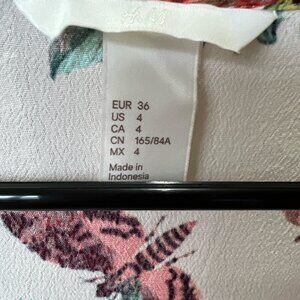 EUR 36
US 4
CA 4
CN 165/84A
MX 4
Made in
Indonesia